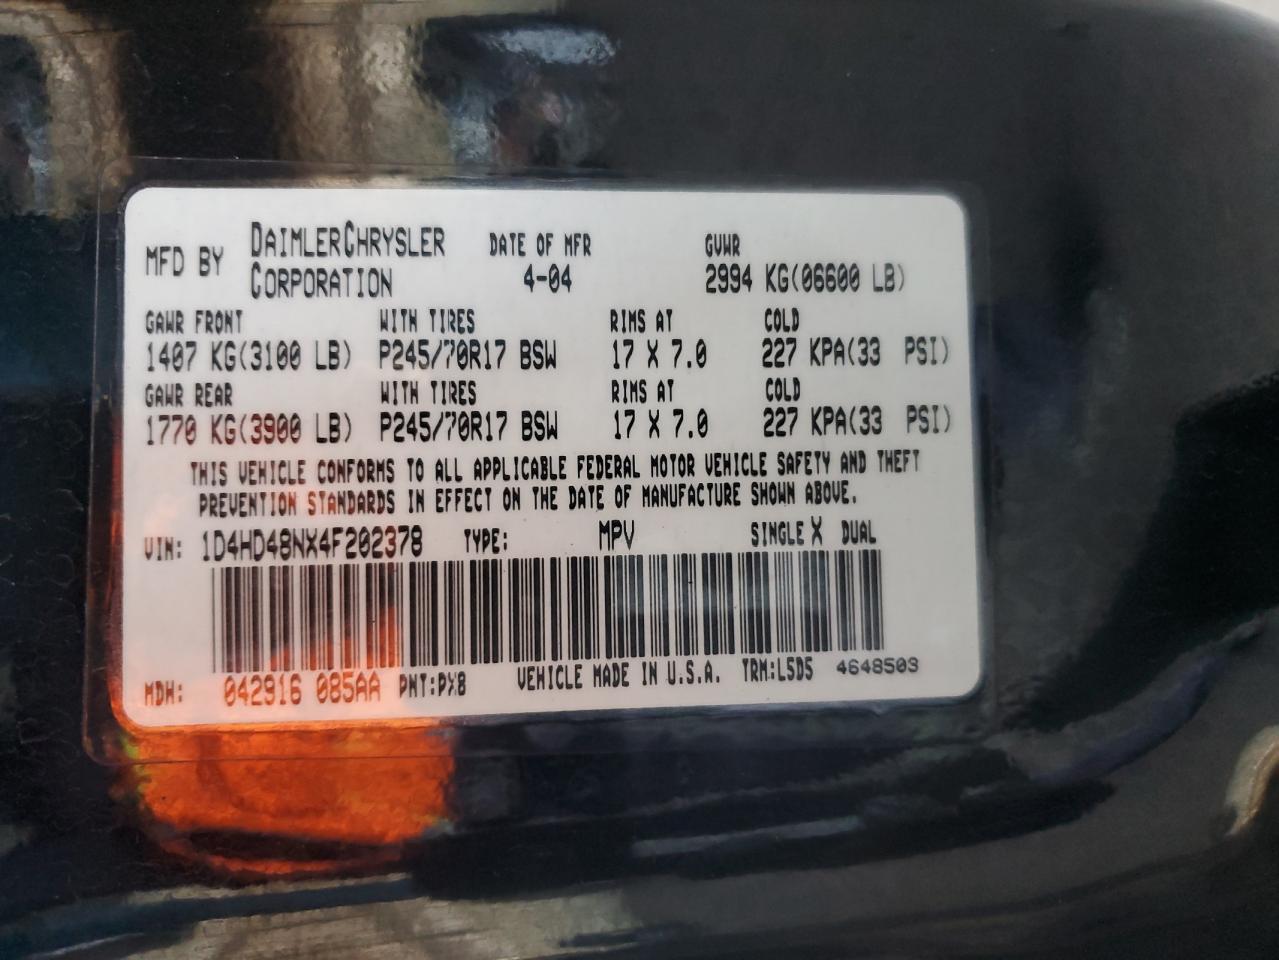 MFD BY DAIMLERCHRYSLER CORPORATION DATE OF MFR 4-04 GVWR 2994 KG(06600 LB)
GAWR FRONT WITH TIRES RIMS AT COLD
1407 KG(3100 LB) P245/70R17 BSW 17 X 7.0 227 KPA(33 PSI)
GAWR REAR WITH TIRES RIMS AT COLD
1770 KG(3900 LB) P245/70R17 BSW 17 X 7.0 227 KPA(33 PSI)
THIS VEHICLE CONFORMS TO ALL APPLICABLE FEDERAL MOTOR VEHICLE SAFETY AND THEFT
PREVENTION STANDARDS IN EFFECT ON THE DATE OF MANUFACTURE SHOWN ABOVE.
VIN: 1D4HD48NX4F202378 TYPE: MPV SINGLE X DUAL
MDH: 042916 085AA PNT:PX8 VEHICLE MADE IN U.S.A. TRM:L5D5 4648503